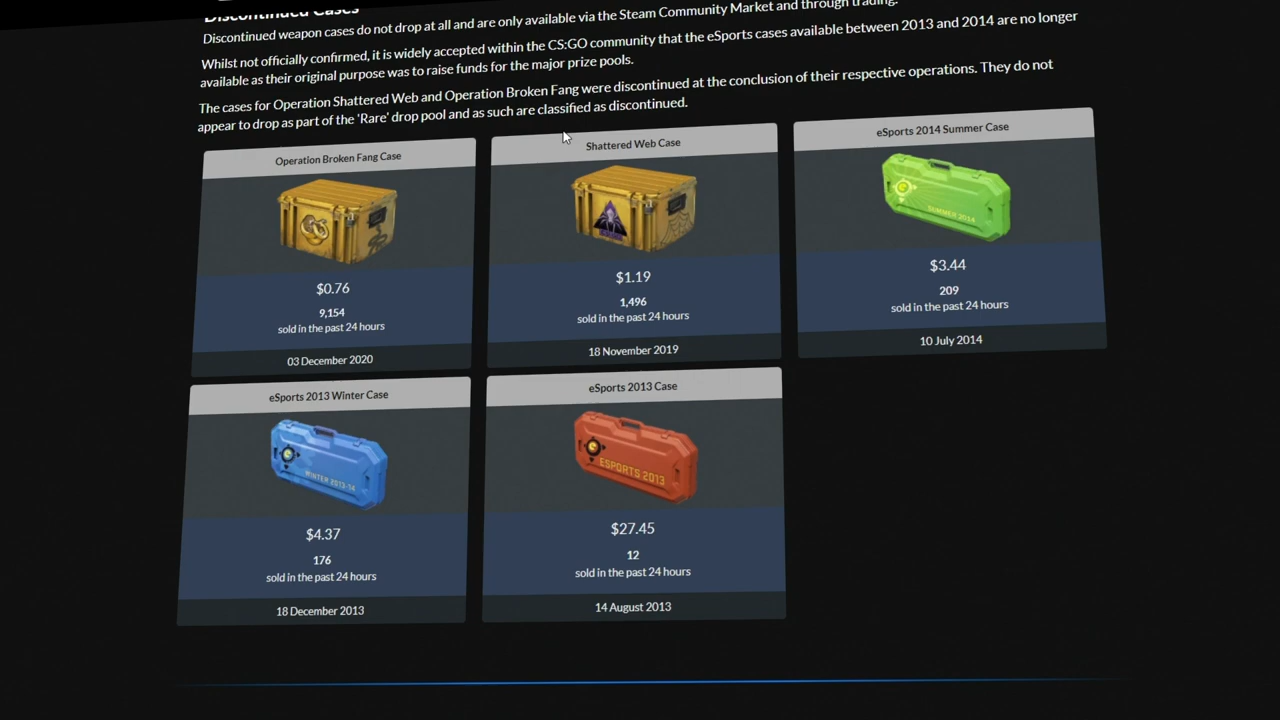 Discontinued Cases
Discontinued weapon cases do not drop at all and are only available via the Steam Community Market and through trading.
Whilst not officially confirmed, it is widely accepted within the CS:GO community that the eSports cases available between 2013 and 2014 are no longer
available as their original purpose was to raise funds for the major prize pools.
The cases for Operation Shattered Web and Operation Broken Fang were discontinued at the conclusion of their respective operations. They do not
appear to drop as part of the 'Rare' drop pool and as such are classified as discontinued.
Operation Broken Fang Case
$0.76
9,154
sold in the past 24 hours
03 December 2020
Shattered Web Case
$1.19
1,496
sold in the past 24 hours
18 November 2019
eSports 2014 Summer Case
SUMMER 2014
$3.44
209
sold in the past 24 hours
10 July 2014
eSports 2013 Winter Case
WINTER 2013-14
$4.37
176
sold in the past 24 hours
18 December 2013
eSports 2013 Case
ESPORTS 2013
$27.45
12
sold in the past 24 hours
14 August 2013